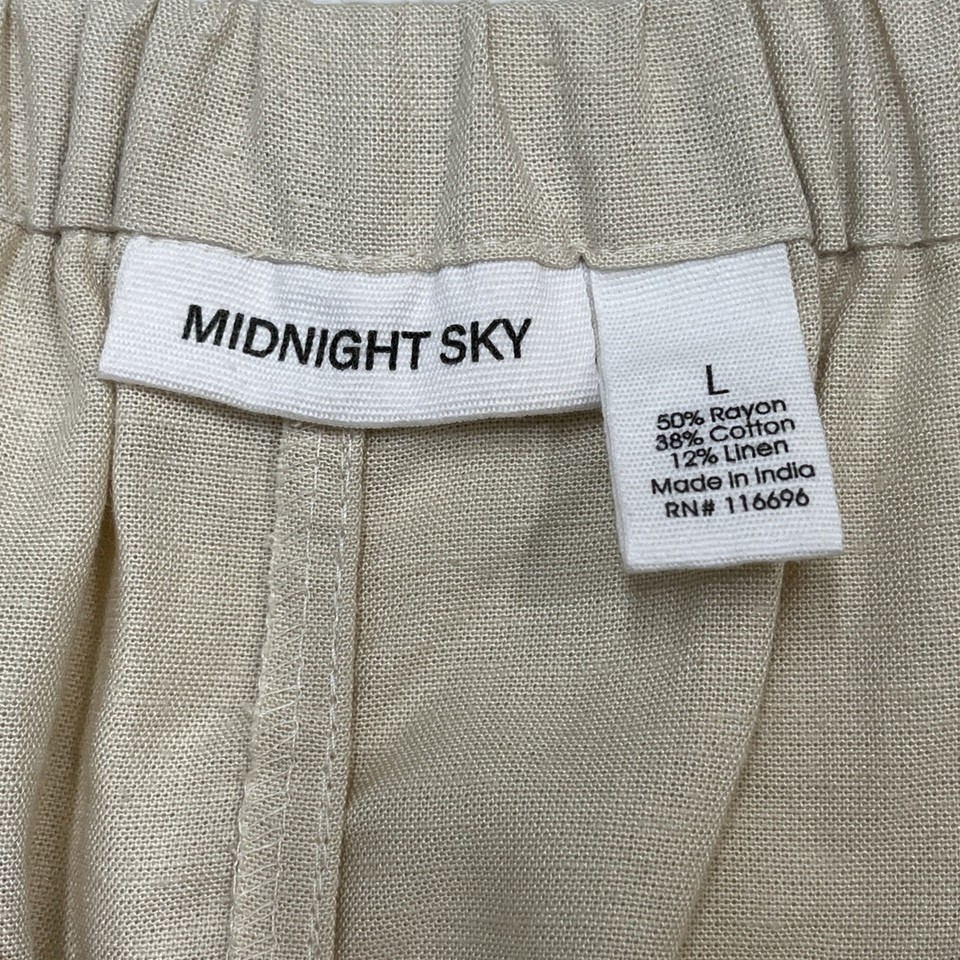 MIDNIGHT SKY
L
50% Rayon
38% Cotton
12% Linen
Made In India
RN# 116696